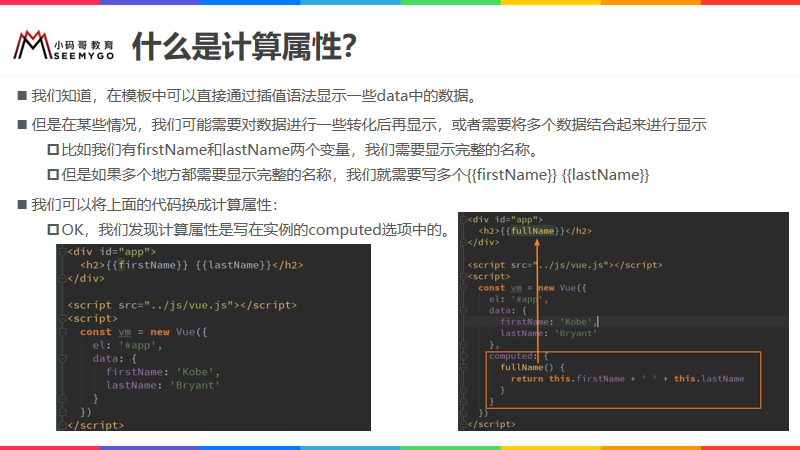 小码哥教育
SEEMYGO
什么是计算属性？
我们知道，在模板中可以直接通过插值语法显示一些data中的数据。
但是在某些情况，我们可能需要对数据进行一些转化后再显示，或者需要将多个数据结合起来进行显示
比如我们有firstName和lastName两个变量，我们需要显示完整的名称。
但是如果多个地方都需要显示完整的名称，我们就需要写多个{{firstName}} {{lastName}}
我们可以将上面的代码换成计算属性：
OK，我们发现计算属性是写在实例的computed选项中的。
<div id="app">
<h2>{{firstName}} {{lastName}}</h2>
</div>
<script src="../js/vue.js"></script>
<script>
const vm = new Vue({
el: '#app',
data: {
firstName: 'Kobe',
lastName: 'Bryant'
}
})
</script>
<div id="app">
<h2>{{fullName}}</h2>
</div>
<script src="../js/vue.js"></script>
<script>
const vm = new Vue({
el: '#app',
data: {
firstName: 'Kobe',
lastName: 'Bryant'
},
computed: {
fullName() {
return this.firstName + ' ' + this.lastName
}
}
})
</script>